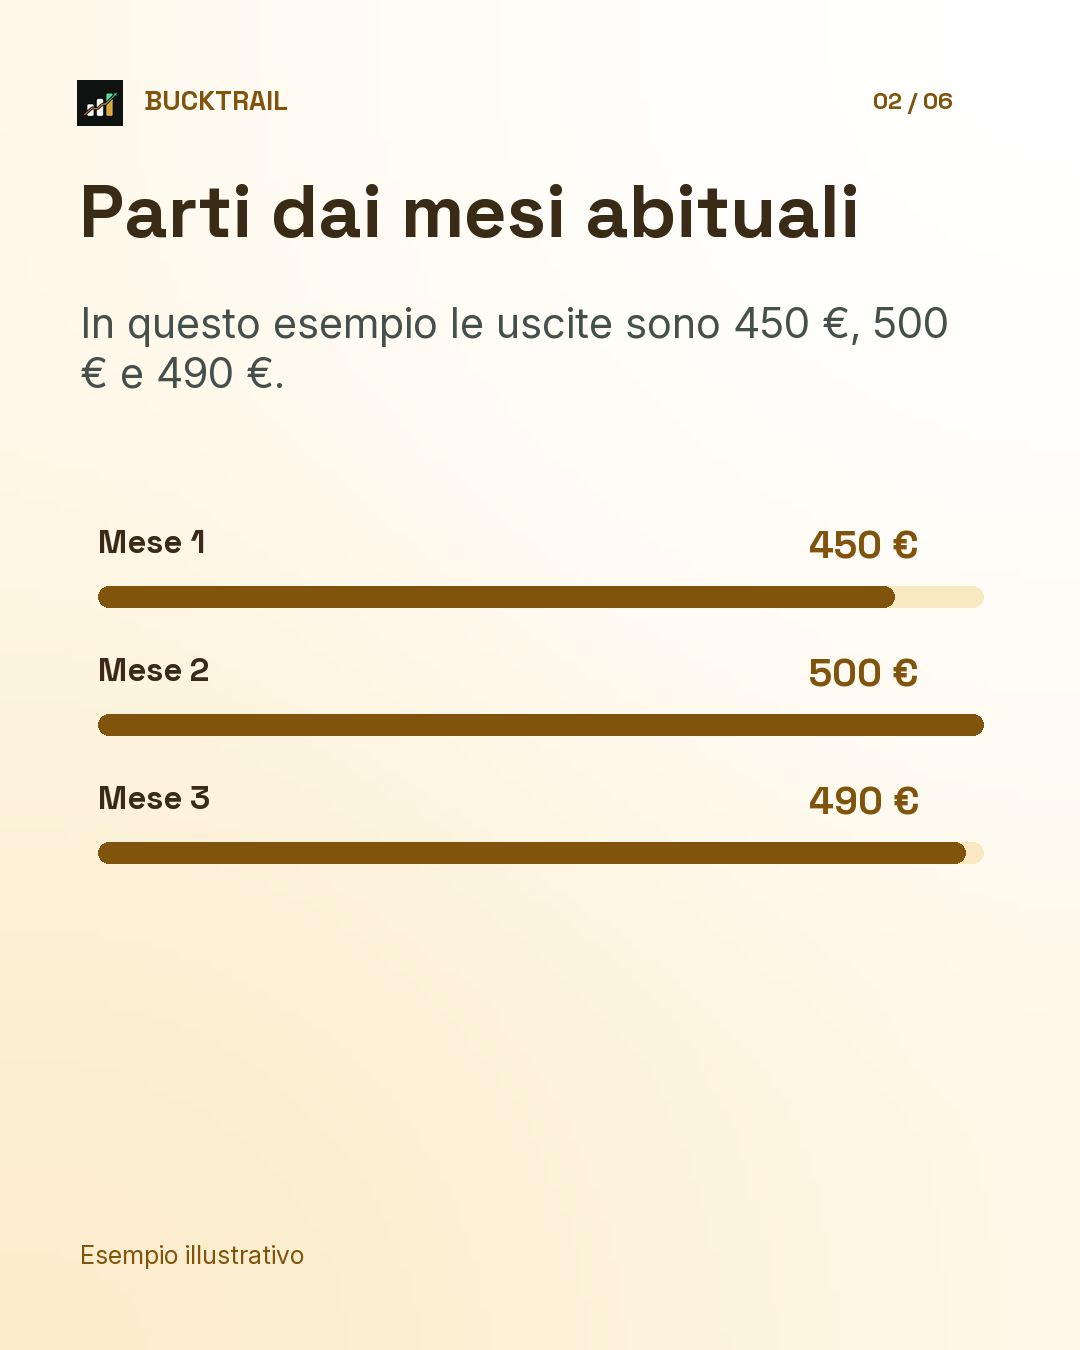 BUCKTRAIL
02 / 06
Parti dai mesi abituali
In questo esempio le uscite sono 450 €, 500
€ e 490 €.
Mese 1
450 €
Mese 2
500 €
Mese 3
490 €
Esempio illustrativo